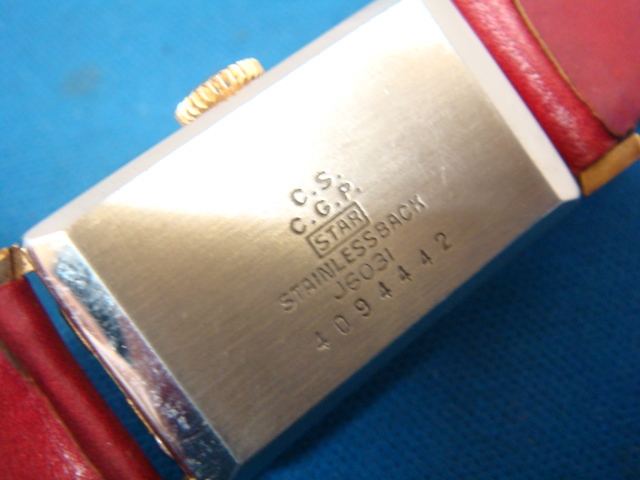 C.S.
C.G.P.
STAR
STAINLESSBACK
J6031
4094442